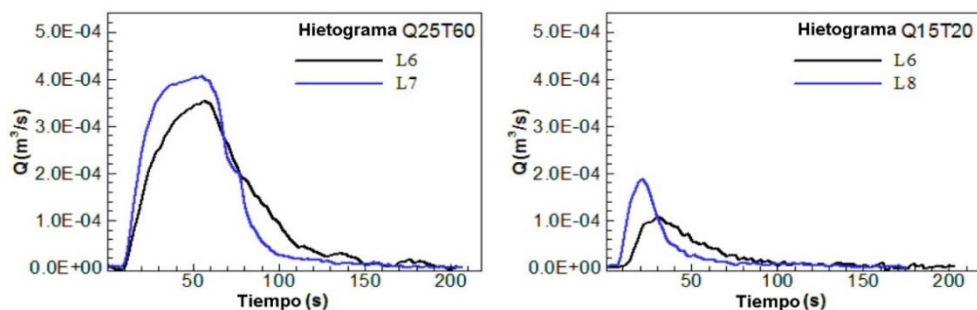 Hietograma Q25T60
L6
L7
5.0E-04
4.0E-04
3.0E-04
2.0E-04
1.0E-04
0.0E+00
Q(m³/s)
50
100
150
200
Tiempo (s)
Hietograma Q15T20
L6
L8
5.0E-04
4.0E-04
3.0E-04
2.0E-04
1.0E-04
0.0E+00
Q(m³/s)
50
100
150
200
Tiempo (s)